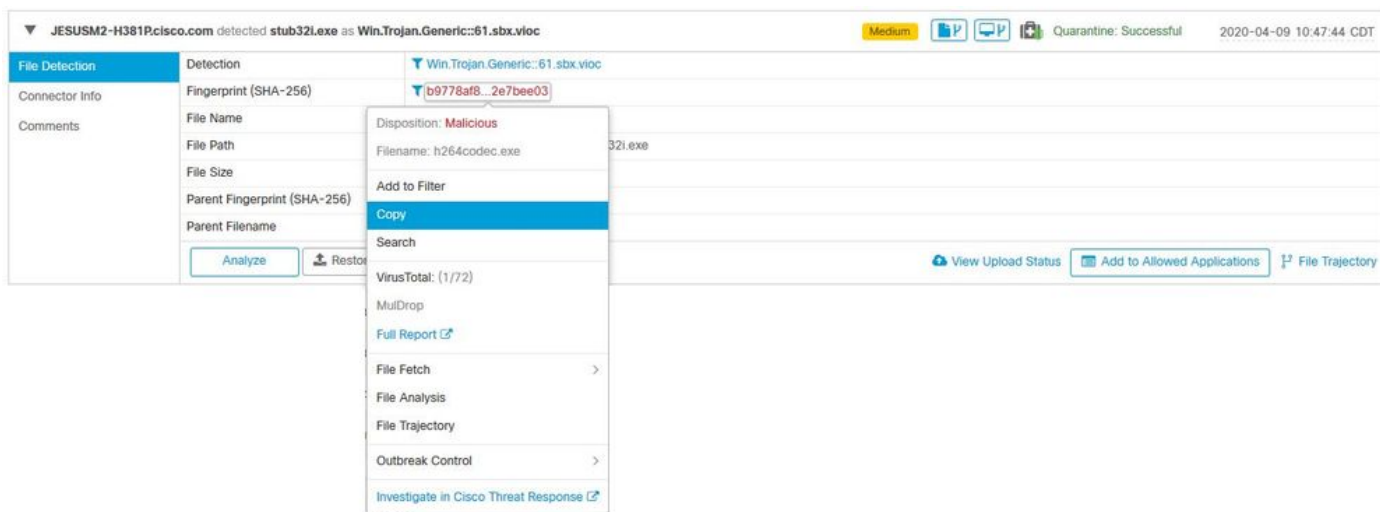 ▼ JESUSM2-H381P.cisco.com detected stub32i.exe as Win.Trojan.Generic::61.sbx.vioc Medium Quarantine: Successful 2020-04-09 10:47:44 CDT
File Detection
Connector Info
Comments
Detection Win.Trojan.Generic::61.sbx.vioc
Fingerprint (SHA-256) b9778af8...2e7bee03
File Name
File Path 32i.exe
File Size
Parent Fingerprint (SHA-256)
Parent Filename
Analyze Restor
View Upload Status Add to Allowed Applications File Trajectory
Disposition: Malicious
Filename: h264codec.exe
Add to Filter
Copy
Search
VirusTotal: (1/72)
MulDrop
Full Report
File Fetch >
File Analysis
File Trajectory
Outbreak Control >
Investigate in Cisco Threat Response